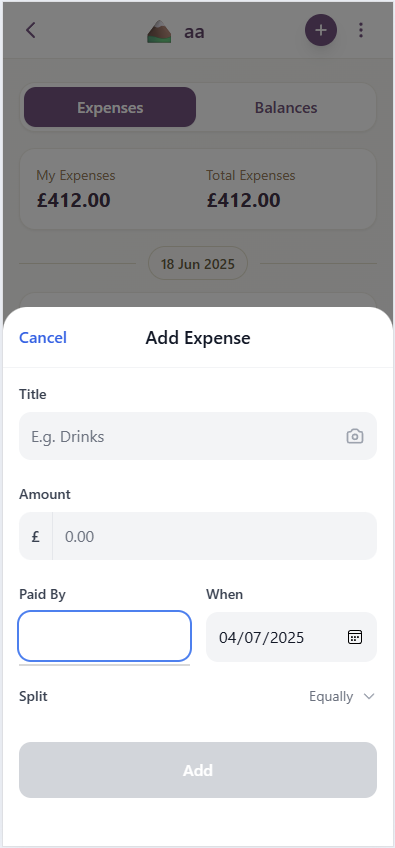 aa
Expenses
Balances
My Expenses
Total Expenses
£412.00
£412.00
18 Jun 2025
Cancel
Add Expense
Title
E.g. Drinks
Amount
£
0.00
Paid By
When
04/07/2025
Split
Equally
Add